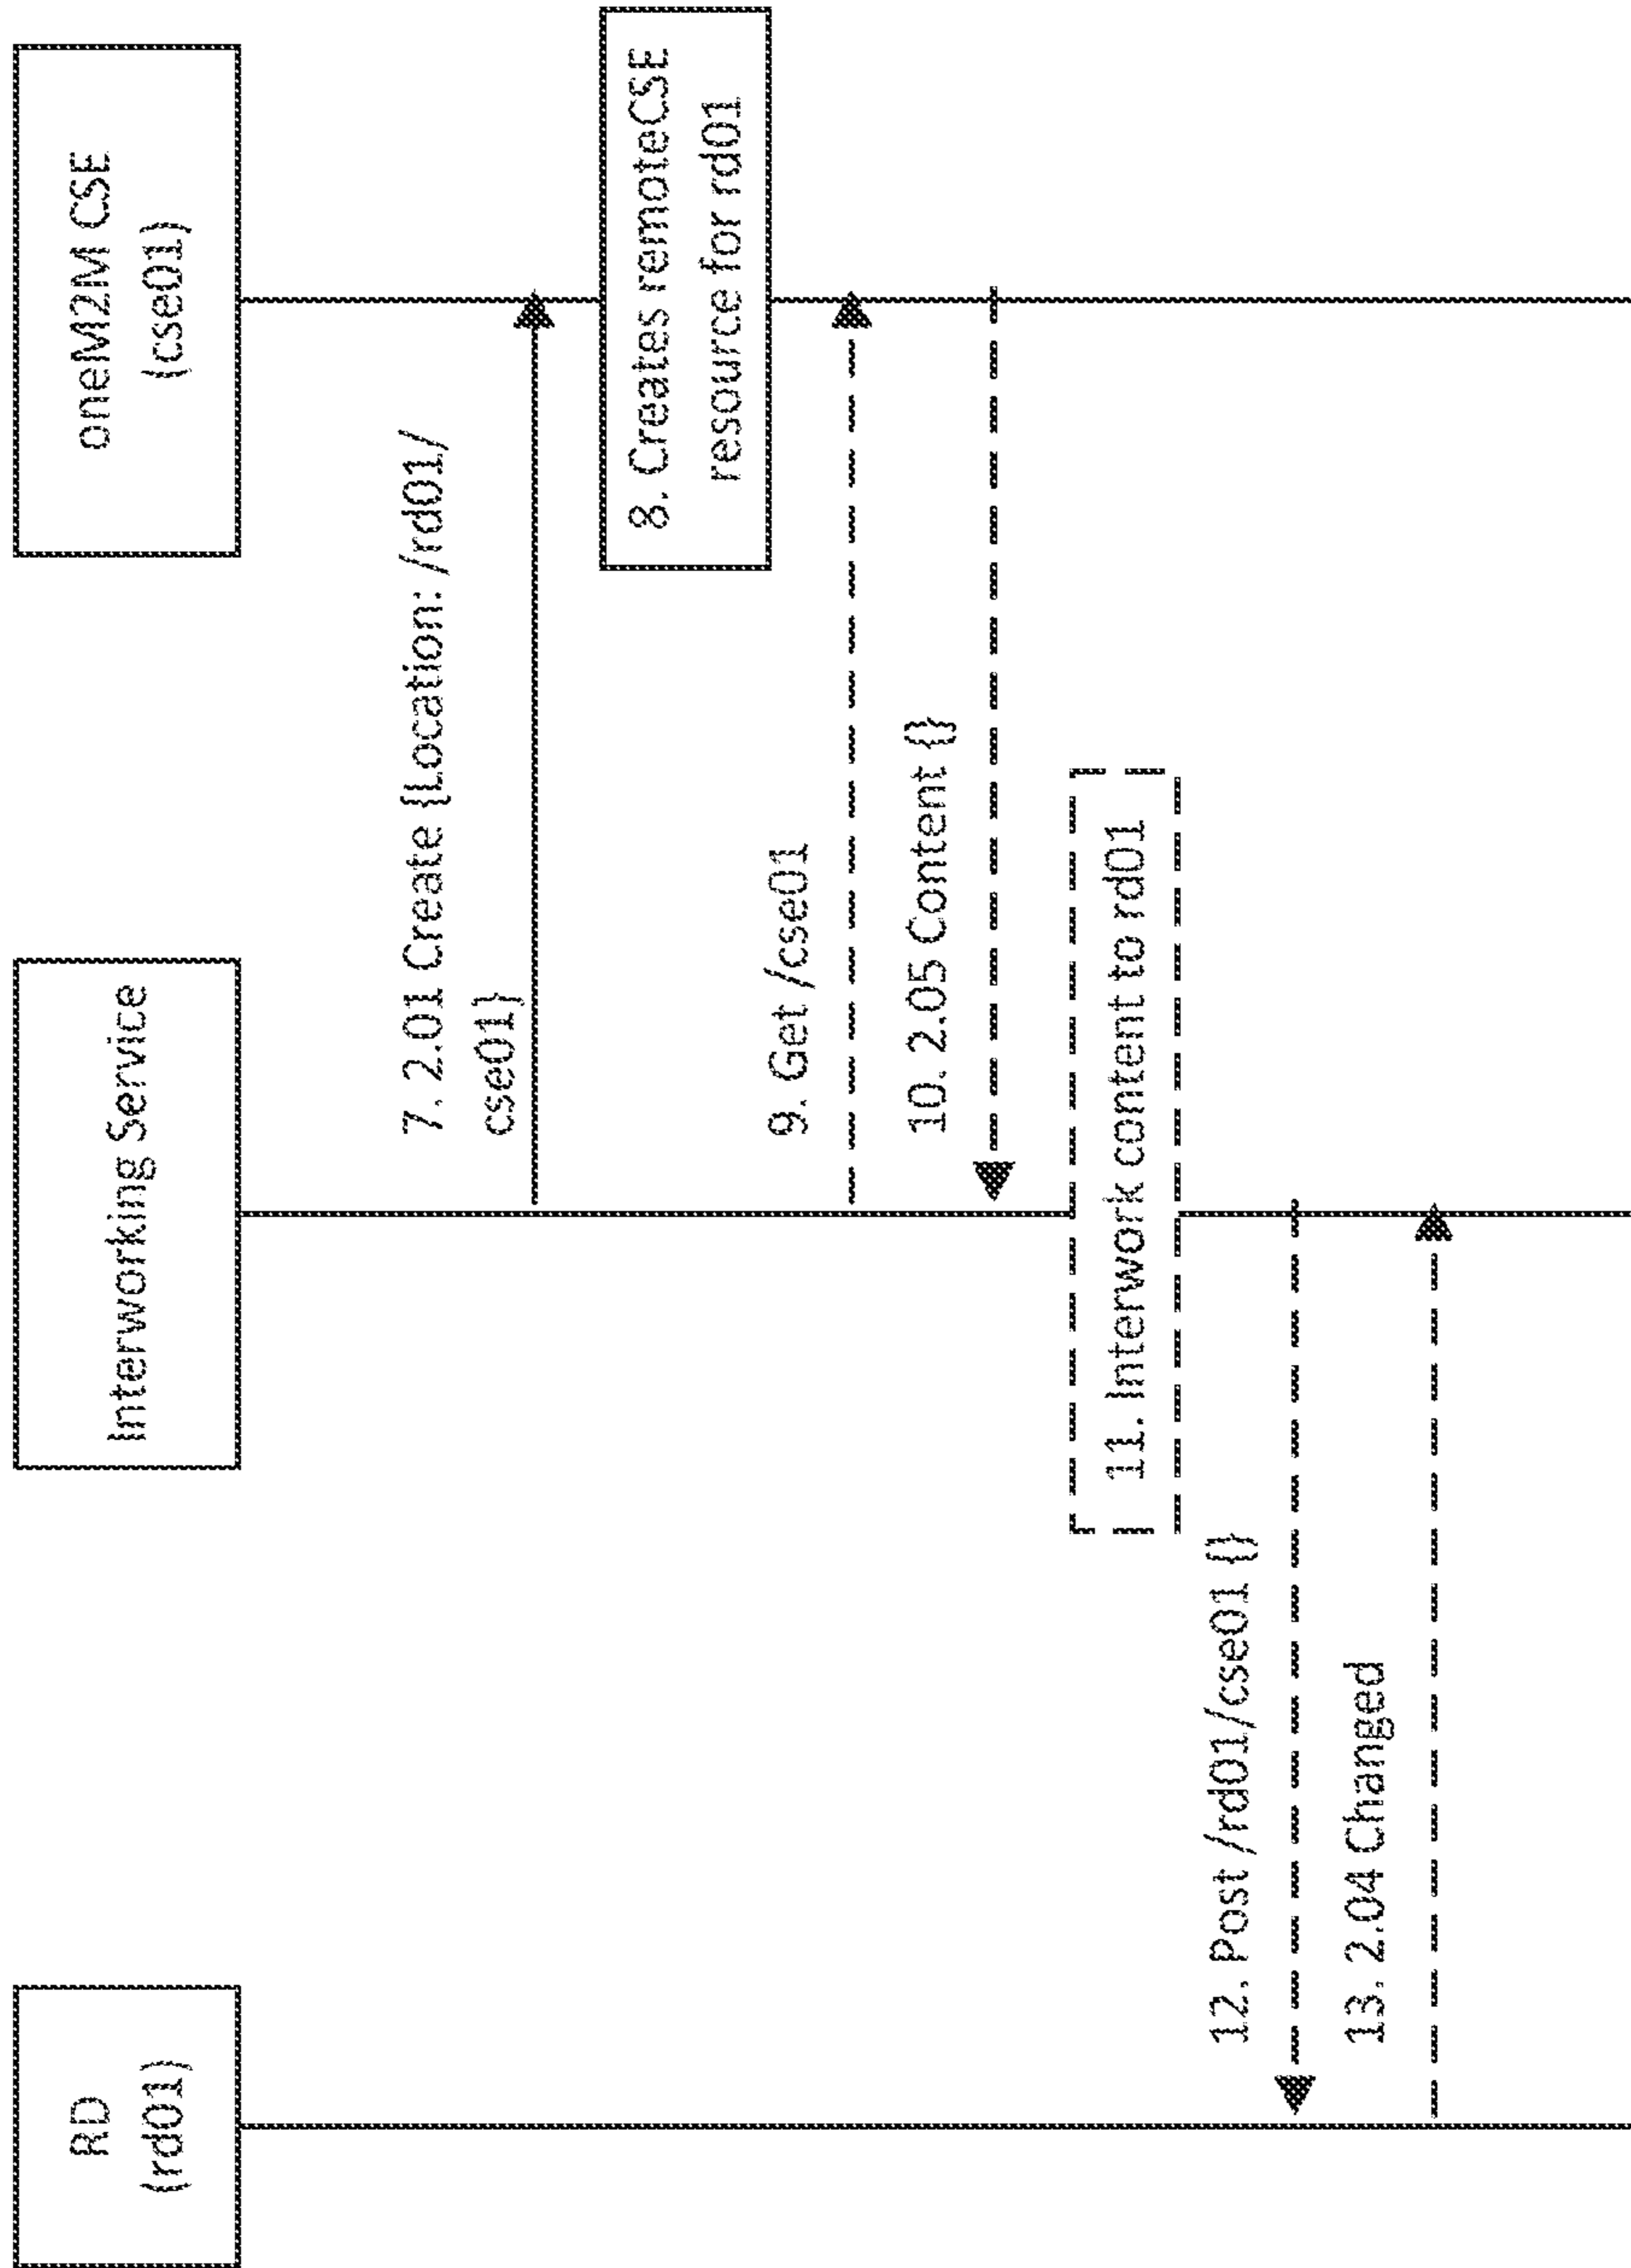 RD
(rd01)
Interworking Service
oneM2M CSE
(cse01)
7. 2.01 Create {Location: /rd01/
cse01}
8. Creates remoteCSE
resource for rd01
9. Get /cse01
10. 2.05 Content {}
11. Interwork content to rd01
12. Post /rd01/cse01 {}
13. 2.04 Changed